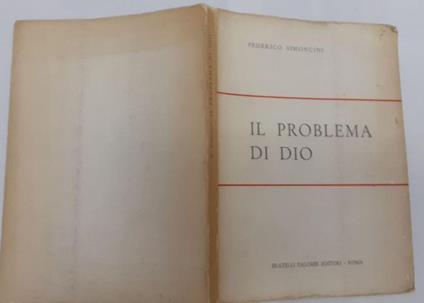 FEDERICO SIMONCINI
IL PROBLEMA
DI DIO
FRATELLI PALOMBI EDITORI - ROMA